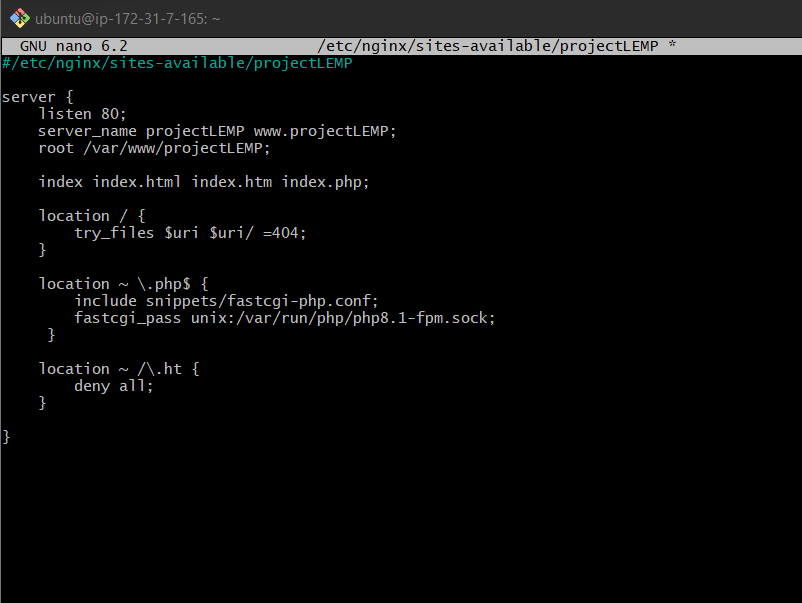 ubuntu@ip-172-31-7-165: ~
GNU nano 6.2 /etc/nginx/sites-available/projectLEMP *
#/etc/nginx/sites-available/projectLEMP
server {
listen 80;
server_name projectLEMP www.projectLEMP;
root /var/www/projectLEMP;
index index.html index.htm index.php;
location / {
try_files $uri $uri/ =404;
}
location ~ \.php$ {
include snippets/fastcgi-php.conf;
fastcgi_pass unix:/var/run/php/php8.1-fpm.sock;
}
location ~ /\.ht {
deny all;
}
}